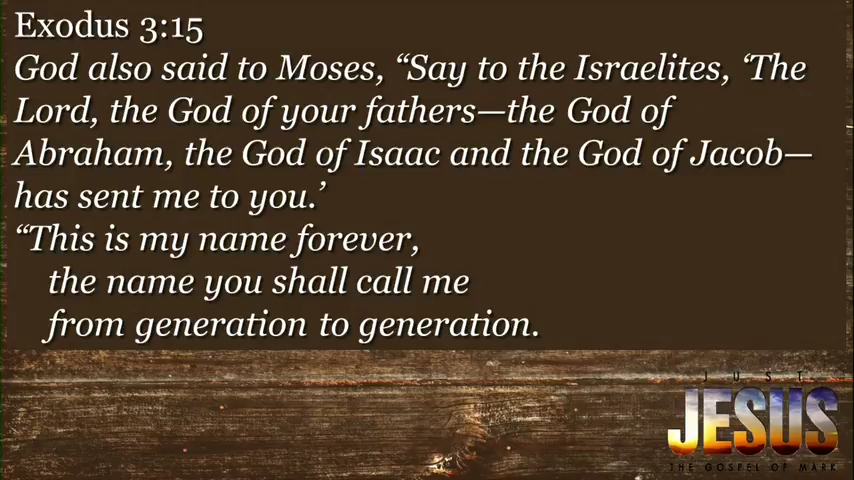 Exodus 3:15
God also said to Moses, “Say to the Israelites, ‘The
Lord, the God of your fathers—the God of
Abraham, the God of Isaac and the God of Jacob—
has sent me to you.’
“This is my name forever,
the name you shall call me
from generation to generation.
JUST
JESUS
THE GOSPEL OF MARK